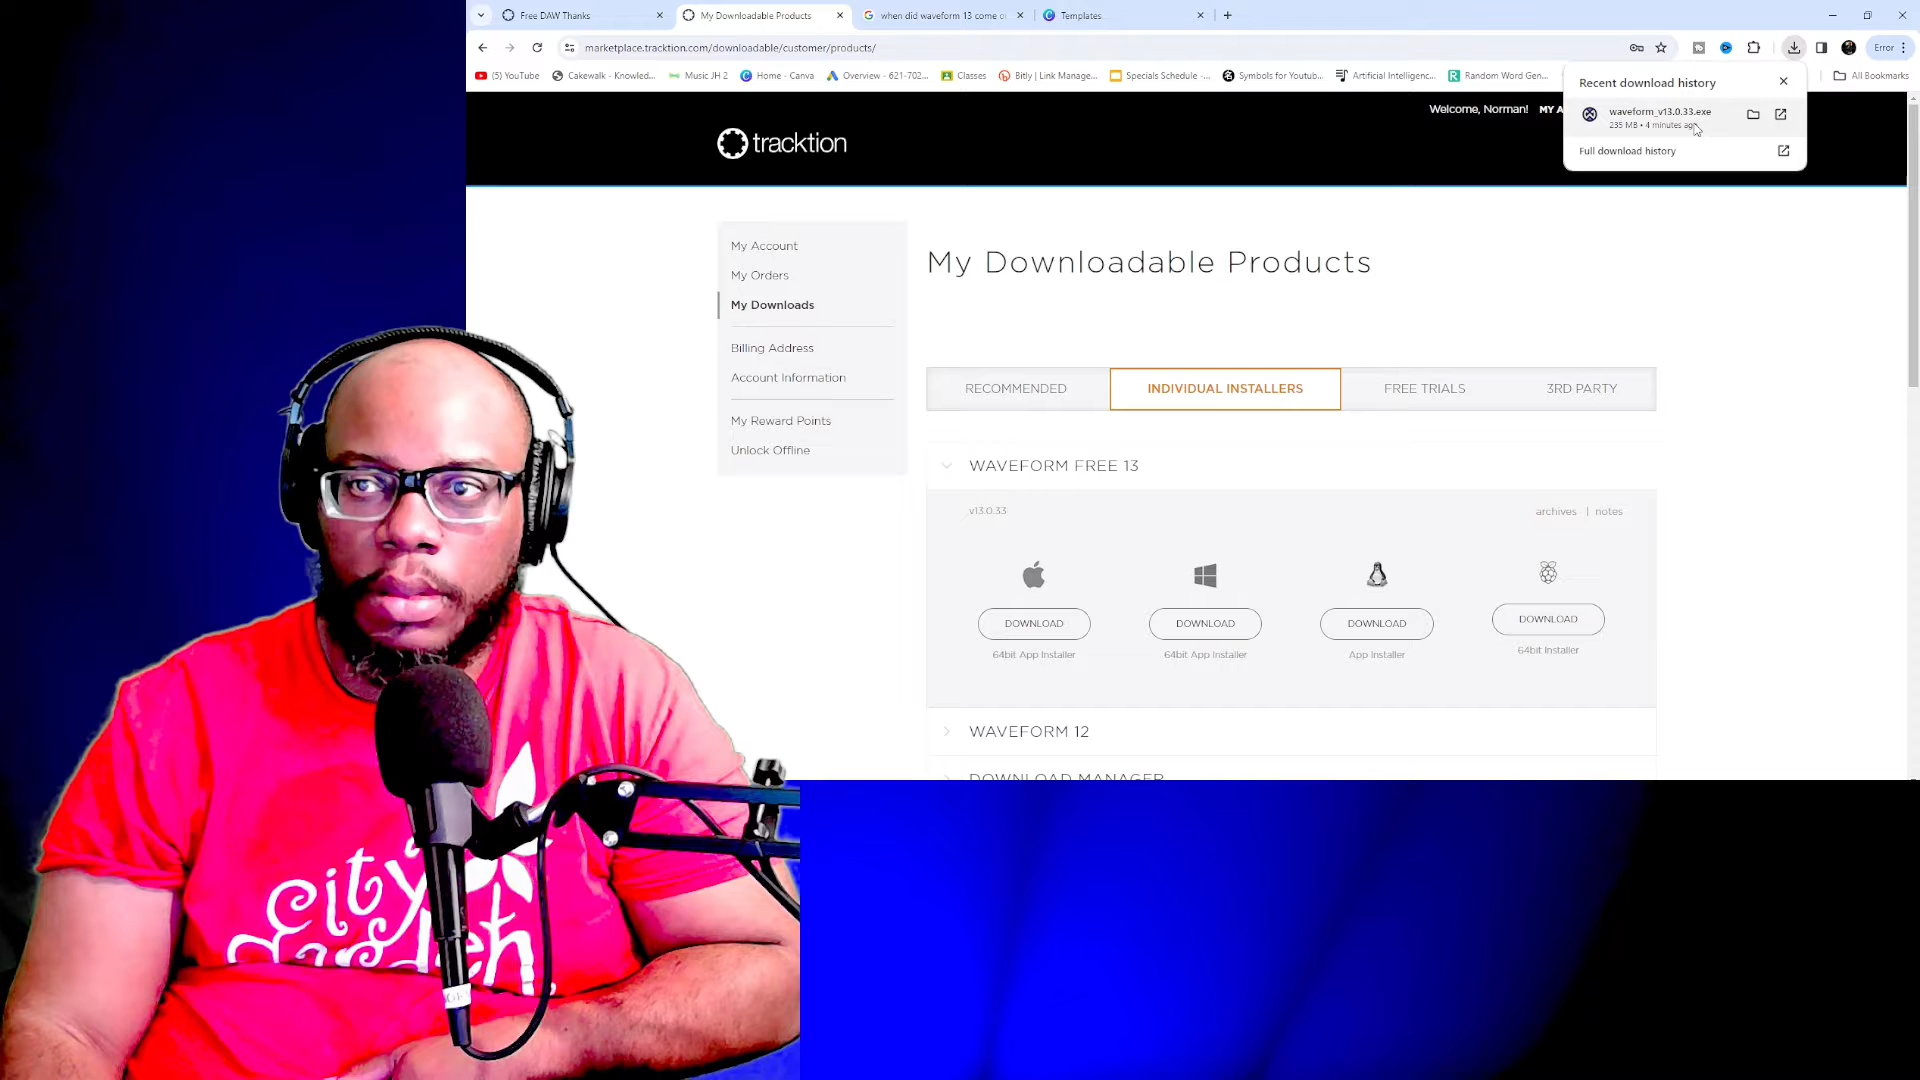 Free DAW Thanks
My Downloadable Products
when did waveform 13 come o
Templates
marketplace.tracktion.com/downloadable/customer/products/
Error
(5) YouTube
Cakewalk - Knowled...
Music JH 2
Home - Canva
Overview - 621-702...
Classes
Bitly | Link Manage...
Specials Schedule -...
Symbols for Youtub...
Artificial Intelligenc...
Random Word Gen...
All Bookmarks
Recent download history
waveform_v13.0.33.exe
235 MB • 4 minutes ago
Full download history
Welcome, Norman! MY A
tracktion
My Account
My Orders
My Downloads
Billing Address
Account Information
My Reward Points
Unlock Offline
My Downloadable Products
RECOMMENDED
INDIVIDUAL INSTALLERS
FREE TRIALS
3RD PARTY
WAVEFORM FREE 13
v13.0.33
archives | notes
DOWNLOAD
DOWNLOAD
DOWNLOAD
DOWNLOAD
64bit App Installer
64bit App Installer
App Installer
64bit Installer
WAVEFORM 12
DOWNLOAD MANAGER
city